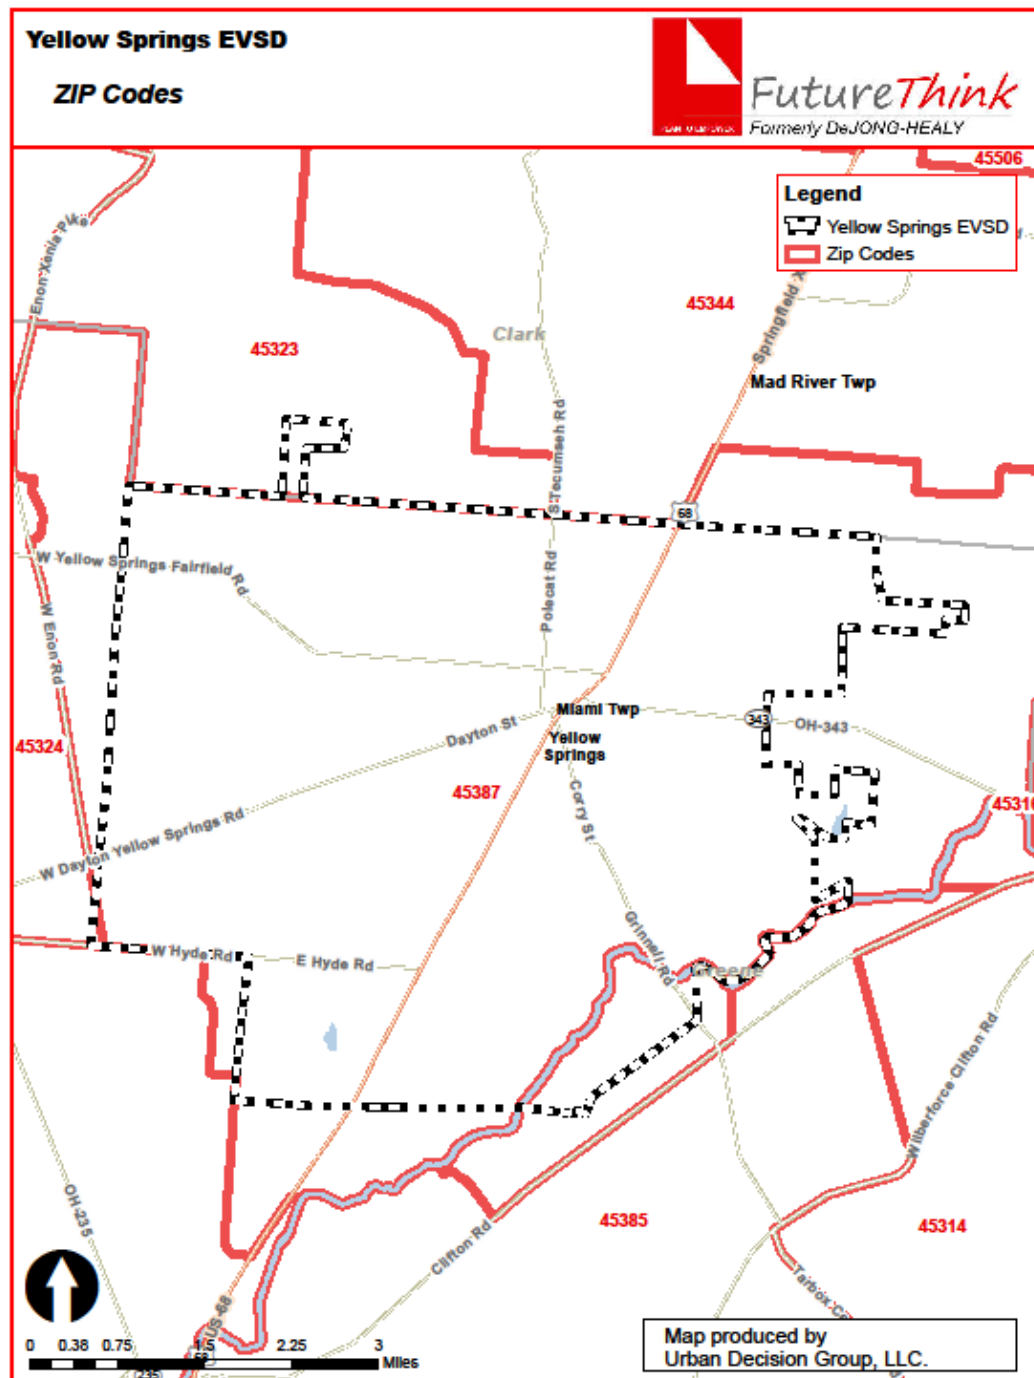 Yellow Springs EVSD
ZIP Codes
FutureThink
Formerly DeJONG-HEALY
45506
Legend
Yellow Springs EVSD
Zip Codes
Enon Xenia Pike
45344
Springfield X
Clark
45323
Mad River Twp
S Tecumseh Rd
68
W Yellow Springs Fairfield Rd
Polecat Rd
W Enon Rd
Miami Twp
343
OH-343
Dayton St
Yellow
Springs
45324
45387
4531
Corry St
W Dayton Yellow Springs Rd
Grinnell Rd
W Hyde Rd
E Hyde Rd
Greene
Wilberforce Clifton Rd
OH-235
45385
45314
Clifton Rd
Tarbox Ce
US-68
0 0.38 0.75 1.5 2.25 3
Miles
68
235
Map produced by
Urban Decision Group, LLC.